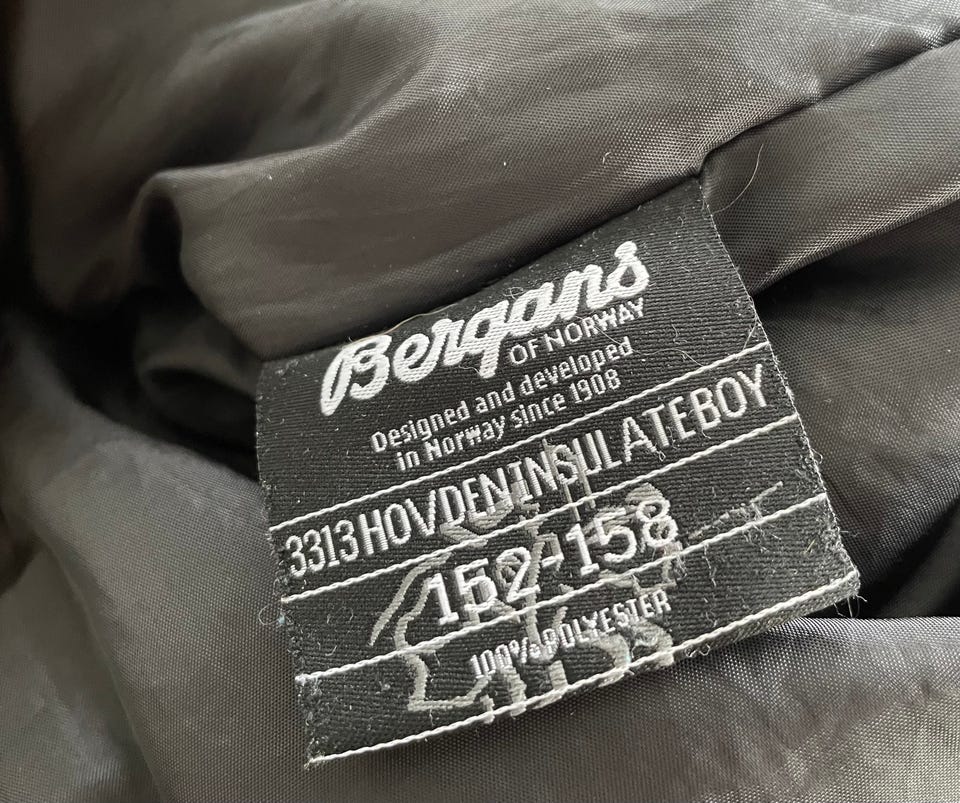 Bergans
OF NORWAY
Designed and developed
in Norway since 1908
3313HOVDENINSULATEBOY
152-158
100% POLYESTER